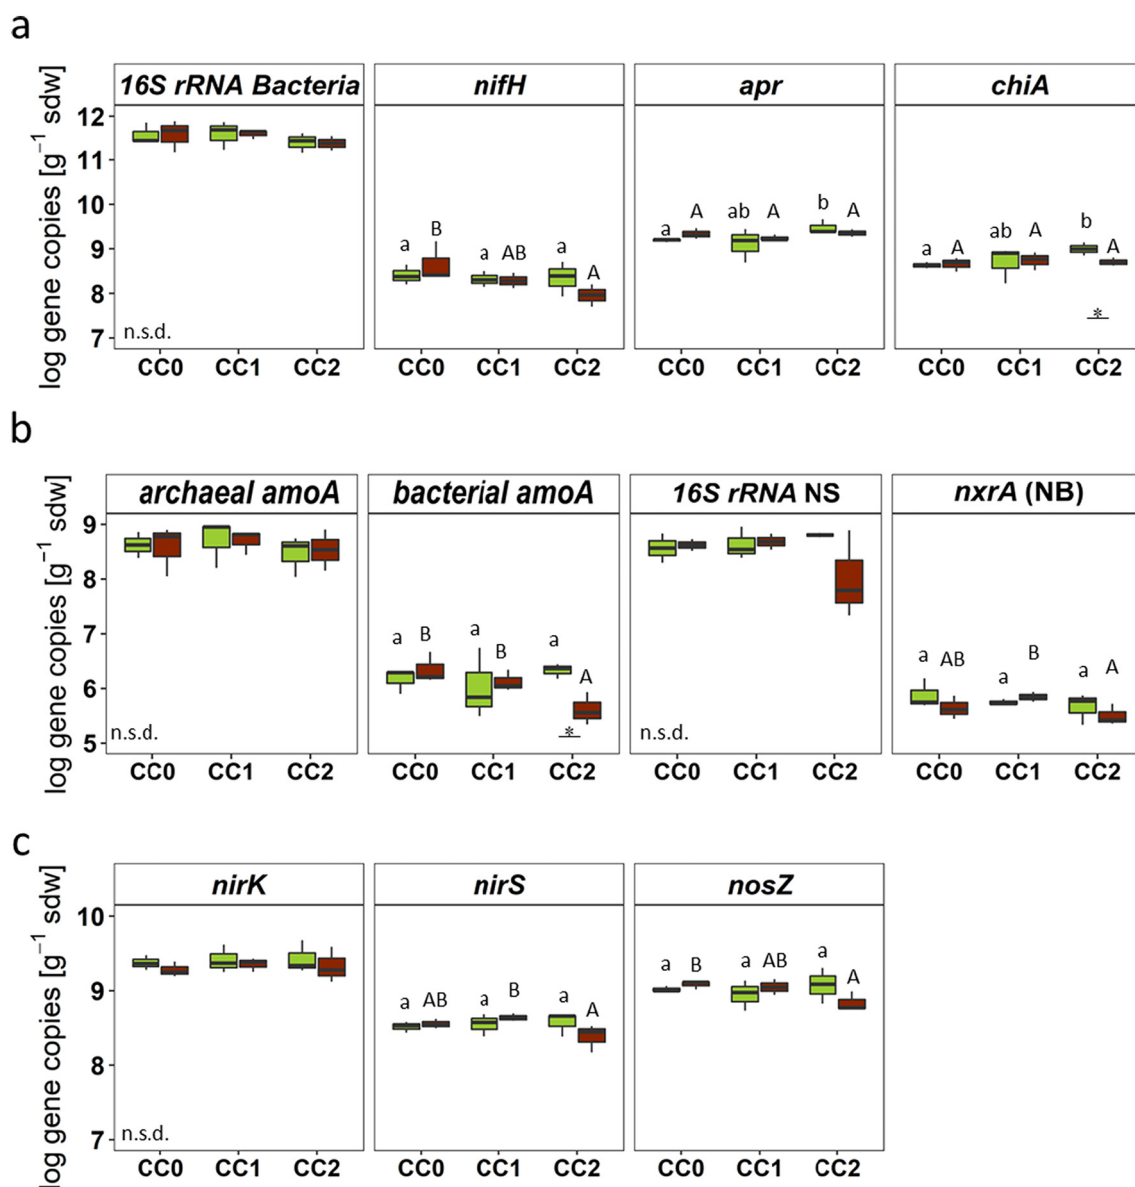 a
16S rRNA Bacteria nifH apr chiA
log gene copies [g⁻¹ sdw]
12
11
10
9
8
7
a B a AB a A
a A ab A b A
a A ab A b A
*
n.s.d.
CC0 CC1 CC2 CC0 CC1 CC2 CC0 CC1 CC2 CC0 CC1 CC2
b
archaeal amoA bacterial amoA 16S rRNA NS nxrA (NB)
log gene copies [g⁻¹ sdw]
9
8
7
6
5
a B a B a A
*
a AB a B a A
n.s.d. n.s.d.
CC0 CC1 CC2 CC0 CC1 CC2 CC0 CC1 CC2 CC0 CC1 CC2
c
nirK nirS nosZ
log gene copies [g⁻¹ sdw]
10
9
8
7
a AB a B a A
a B a AB a A
n.s.d.
CC0 CC1 CC2 CC0 CC1 CC2 CC0 CC1 CC2